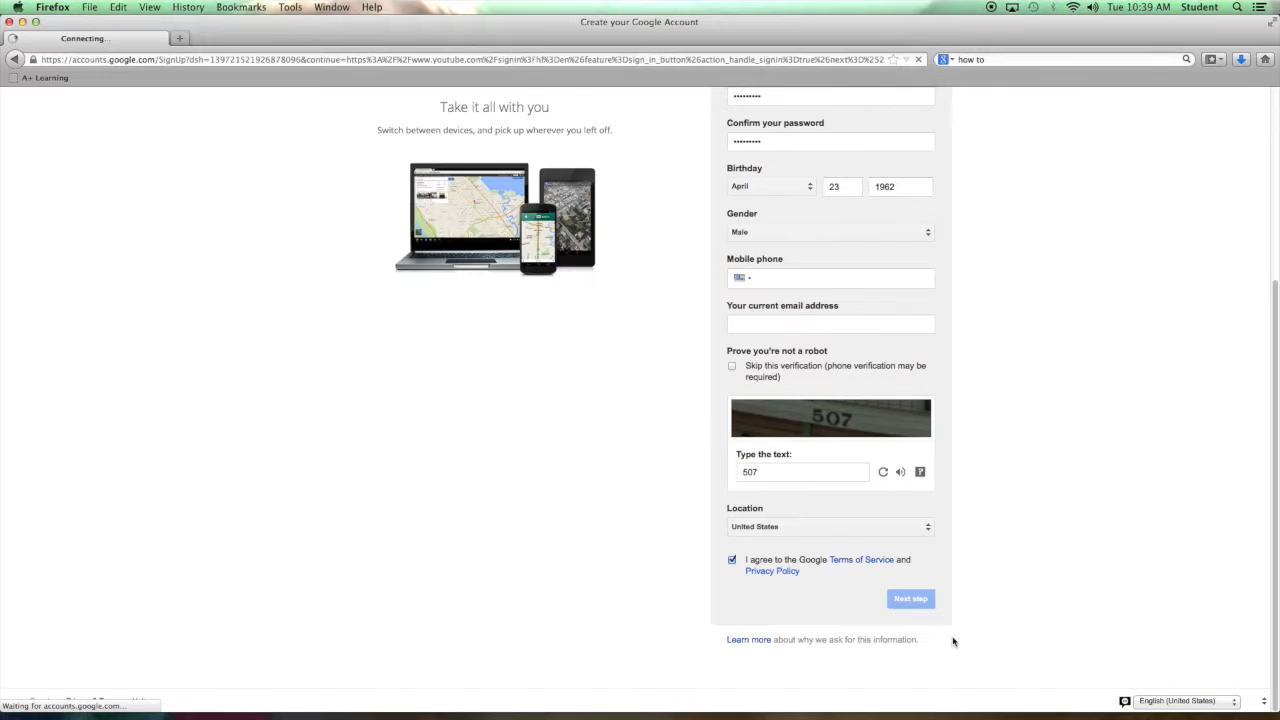 Firefox File Edit View History Bookmarks Tools Window Help Tue 10:39 AM Student
Create your Google Account
Connecting...
https://accounts.google.com/SignUp?dsh=1397215219268780968&continue=https%3A%2F%2Fwww.youtube.com%2Fsignin%3Fhl%3Den%26feature%3Dsign_in_button%26action_handle_signin%3Dtrue%26next%3D%252 how to
A+ Learning
Take it all with you
Switch between devices, and pick up wherever you left off.
•••••••••
Confirm your password
•••••••••
Birthday
April 23 1962
Gender
Male
Mobile phone
Your current email address
Prove you're not a robot
Skip this verification (phone verification may be
required)
507
Type the text:
507
Location
United States
I agree to the Google Terms of Service and
Privacy Policy
Next step
Learn more about why we ask for this information.
Waiting for accounts.google.com...
English (United States)